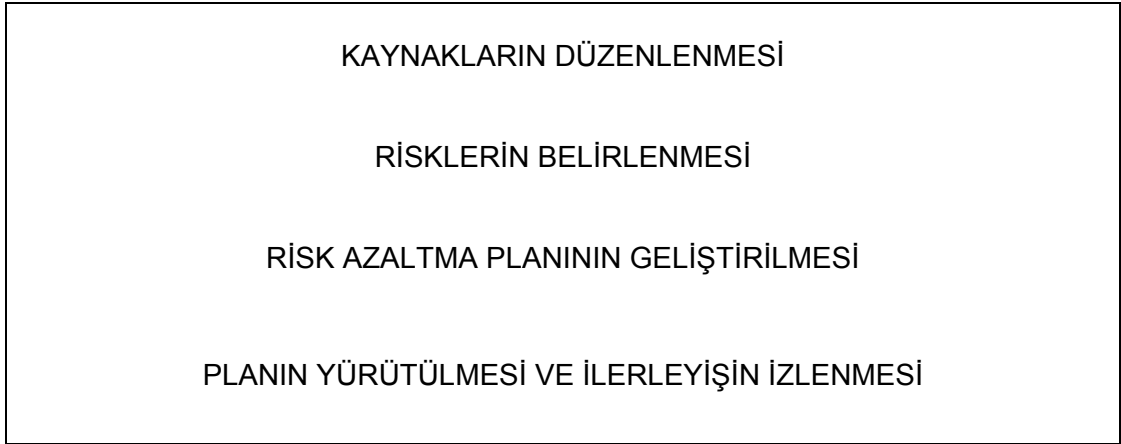 KAYNAKLARIN DÜZENLENMESİ
RİSKLERİN BELİRLENMESİ
RİSK AZALTMA PLANININ GELİŞTİRİLMESİ
PLANIN YÜRÜTÜLMESİ VE İLERLEYİŞİN İZLENMESİ